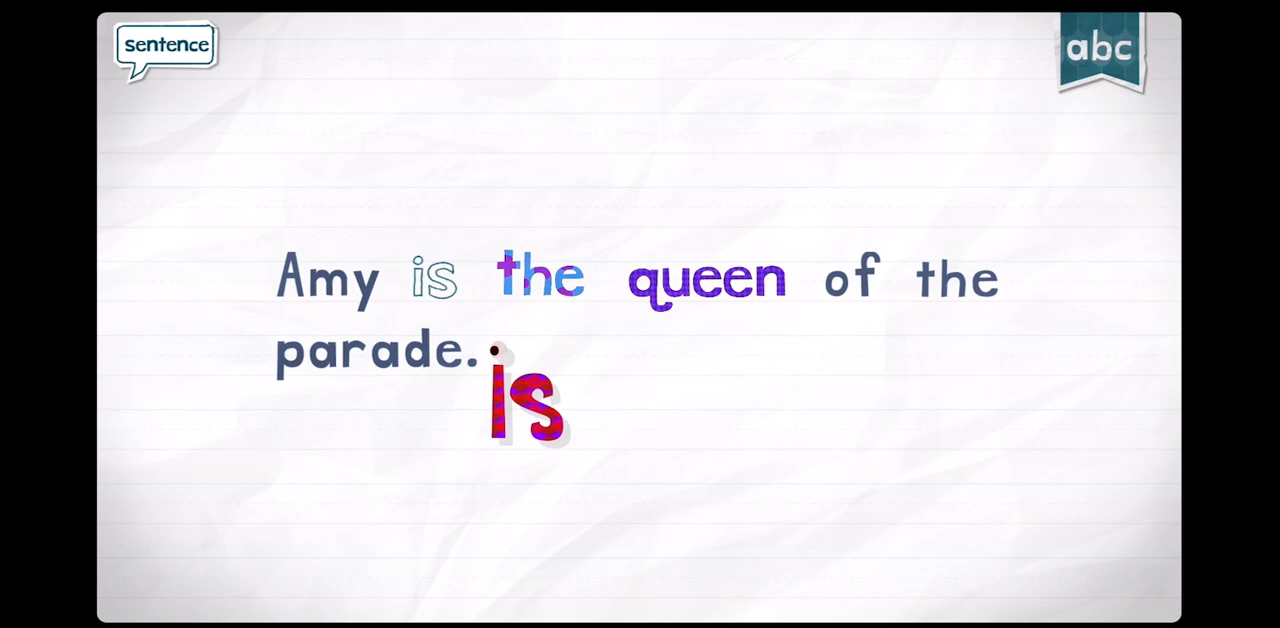 sentence
abc
Amy is the queen of the
parade.
is